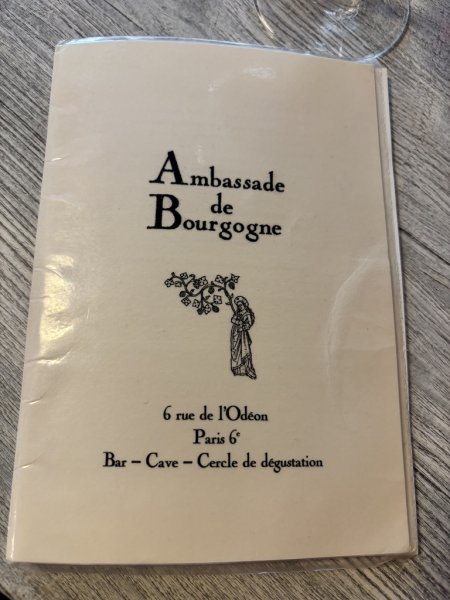 Ambassade
de
Bourgogne
6 rue de l'Odéon
Paris 6e
Bar – Cave – Cercle de dégustation